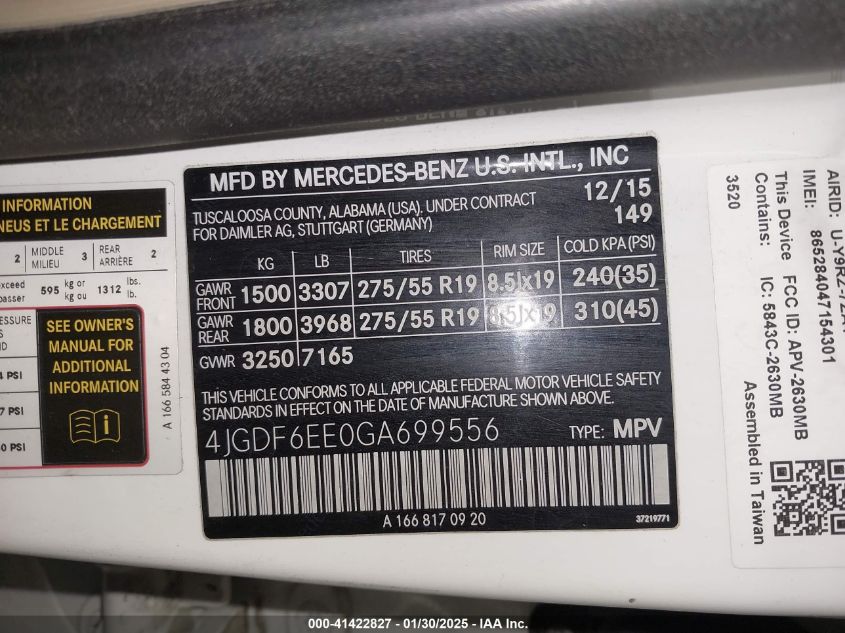 INFORMATION
NEUS ET LE CHARGEMENT
2 MIDDLE MILIEU 3 REAR ARRIÈRE 2
595 kg or kg ou 1312 lbs. lb.
SEE OWNER'S
MANUAL FOR
ADDITIONAL
INFORMATION
PSI
PSI
PSI
A 166 584 43 04
MFD BY MERCEDES-BENZ U.S. INTL., INC
TUSCALOOSA COUNTY, ALABAMA (USA), UNDER CONTRACT
FOR DAIMLER AG, STUTTGART (GERMANY)
12/15
149
KG LB TIRES RIM SIZE COLD KPA(PSI)
GAWR FRONT 1500 3307 275/55 R19 8.5Jx19 240(35)
GAWR REAR 1800 3968 275/55 R19 8.5Jx19 310(45)
GVWR 3250 7165
THIS VEHICLE CONFORMS TO ALL APPLICABLE FEDERAL MOTOR VEHICLE SAFETY
STANDARDS IN EFFECT ON THE DATE OF MANUFACTURE SHOWN ABOVE.
4JGDF6EE0GA699556 TYPE: MPV
A 166 817 09 20
37219771
AIRID:
IMEI: 865284047154301
This Device Contains: FCC ID: APV-2630MB
IC: 5843C-2630MB
3520
Assembled in Taiwan
000-41422827 - 01/30/2025 - IAA Inc.